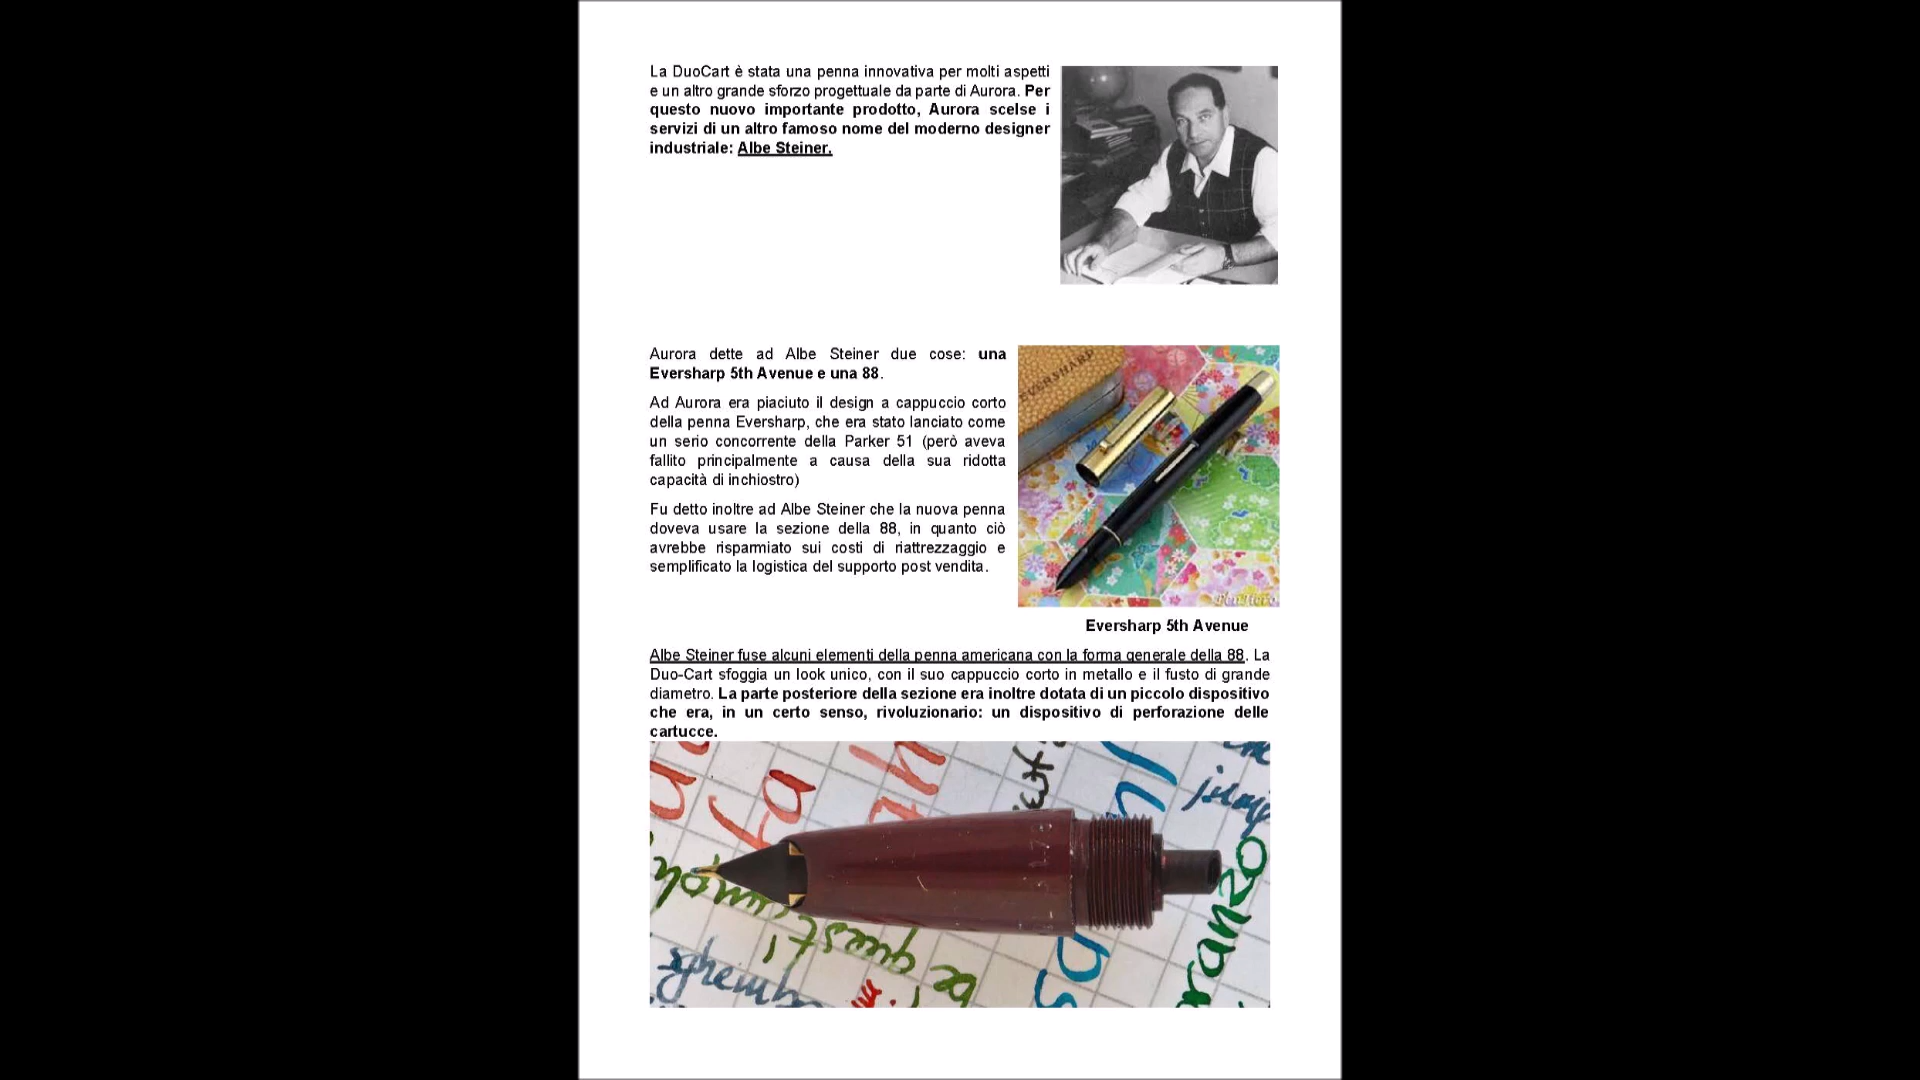 La DuoCart è stata una penna innovativa per molti aspetti
e un altro grande sforzo progettuale da parte di Aurora. Per
questo nuovo importante prodotto, Aurora scelse i
servizi di un altro famoso nome del moderno designer
industriale: Albe Steiner.
Aurora dette ad Albe Steiner due cose: una
Eversharp 5th Avenue e una 88.
Ad Aurora era piaciuto il design a cappuccio corto
della penna Eversharp, che era stato lanciato come
un serio concorrente della Parker 51 (però aveva
fallito principalmente a causa della sua ridotta
capacità di inchiostro)
Fu detto inoltre ad Albe Steiner che la nuova penna
doveva usare la sezione della 88, in quanto ciò
avrebbe risparmiato sui costi di riattrezzaggio e
semplificato la logistica del supporto post vendita.
EVERSHARP
Eversharp 5th Avenue
Albe Steiner fuse alcuni elementi della penna americana con la forma generale della 88. La
Duo-Cart sfoggia un look unico, con il suo cappuccio corto in metallo e il fusto di grande
diametro. La parte posteriore della sezione era inoltre dotata di un piccolo dispositivo
che era, in un certo senso, rivoluzionario: un dispositivo di perforazione delle
cartucce.